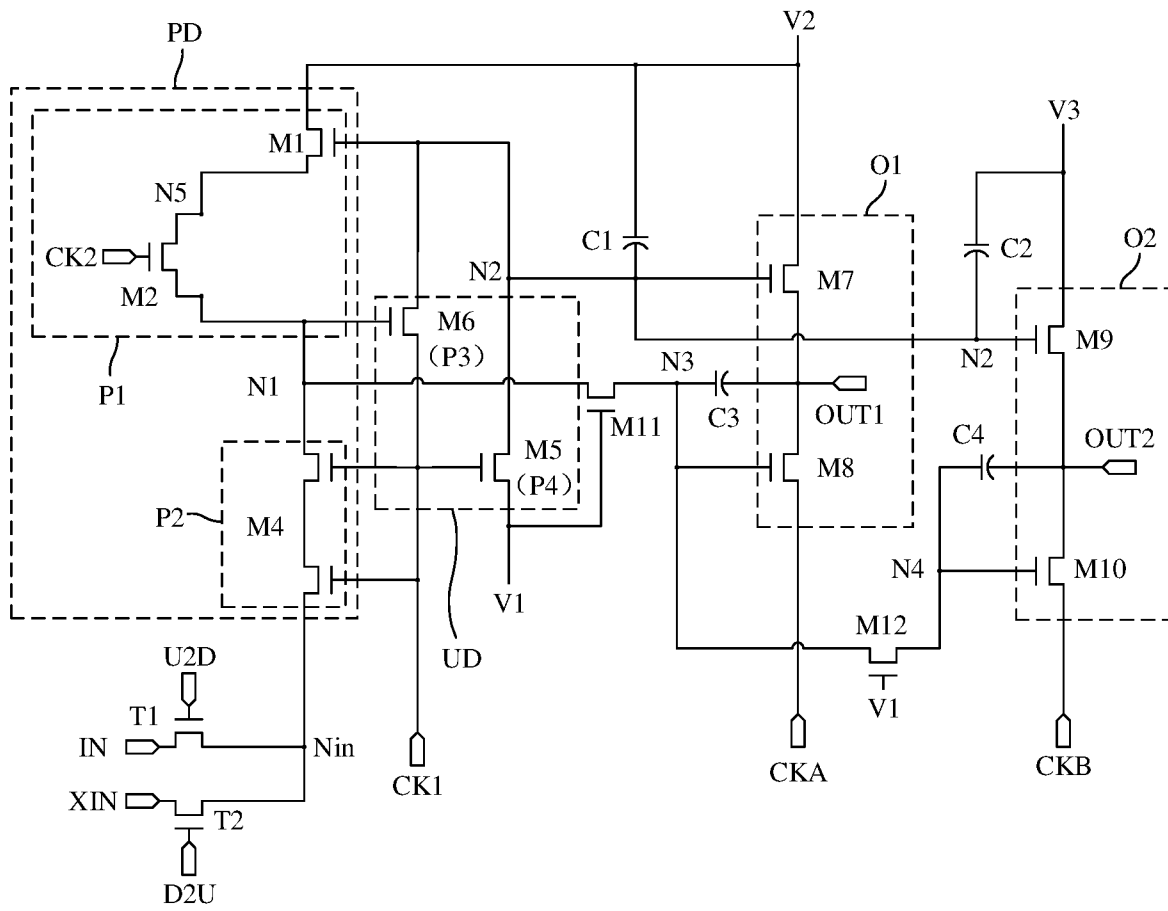 V2
PD
V3
M1
O1
N5
O2
C1
C2
CK2
N2
M7
M2
M6
(P3)
N2
M9
N3
P1
N1
C3
OUT1
M11
C4
OUT2
M5
(P4)
M8
P2
M4
N4
M10
V1
M12
UD
U2D
V1
T1
IN
Nin
CK1
CKA
CKB
XIN
T2
D2U